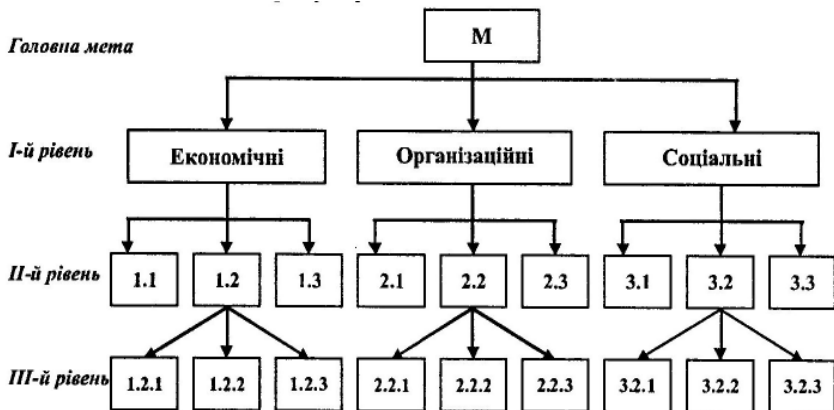 Головна мета
М
І-й рівень
Економічні
Організаційні
Соціальні
ІІ-й рівень
1.1
1.2
1.3
2.1
2.2
2.3
3.1
3.2
3.3
ІІІ-й рівень
1.2.1
1.2.2
1.2.3
2.2.1
2.2.2
2.2.3
3.2.1
3.2.2
3.2.3